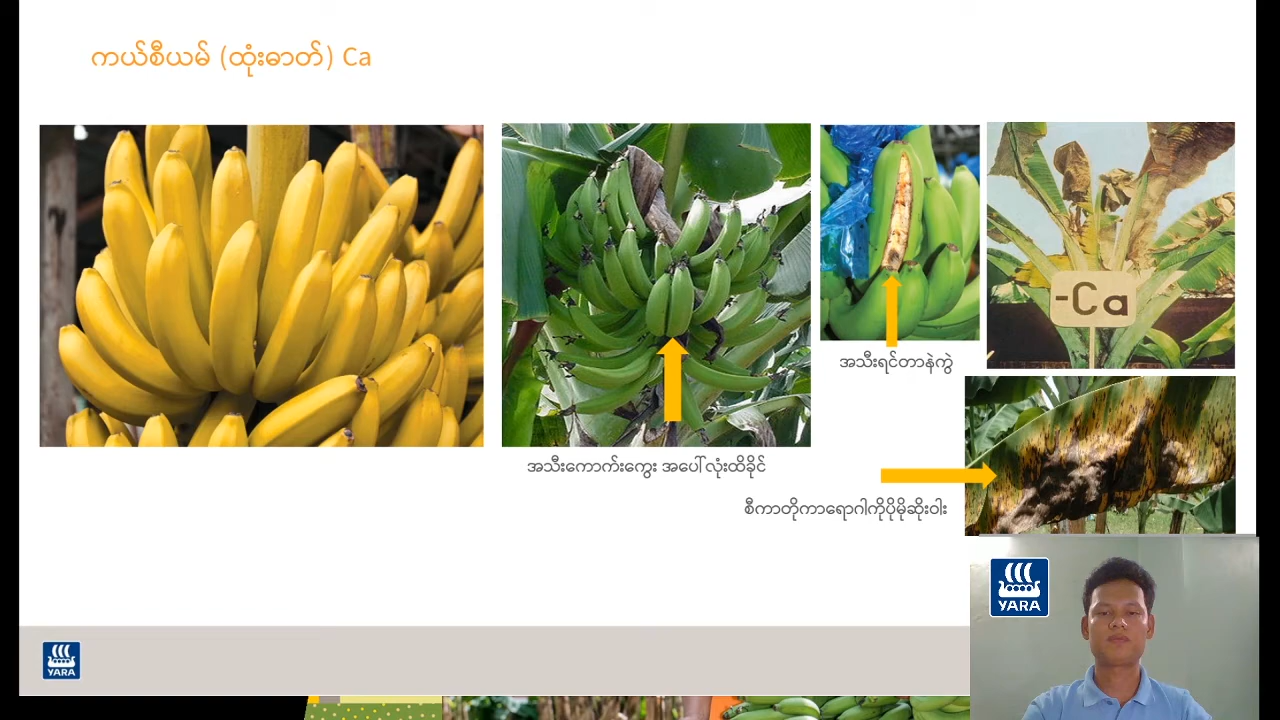 ကယ်စီယမ် (ထုံးဓာတ်) Ca
-Ca
အသီးရင်တာနဲကွဲ
အသီးကောက်းကွေး အပေါ်လုံးထိခိုင်
စီကာတိုကာရောဂါကိုပိုမိုဆိုးဝါး
YARA
YARA